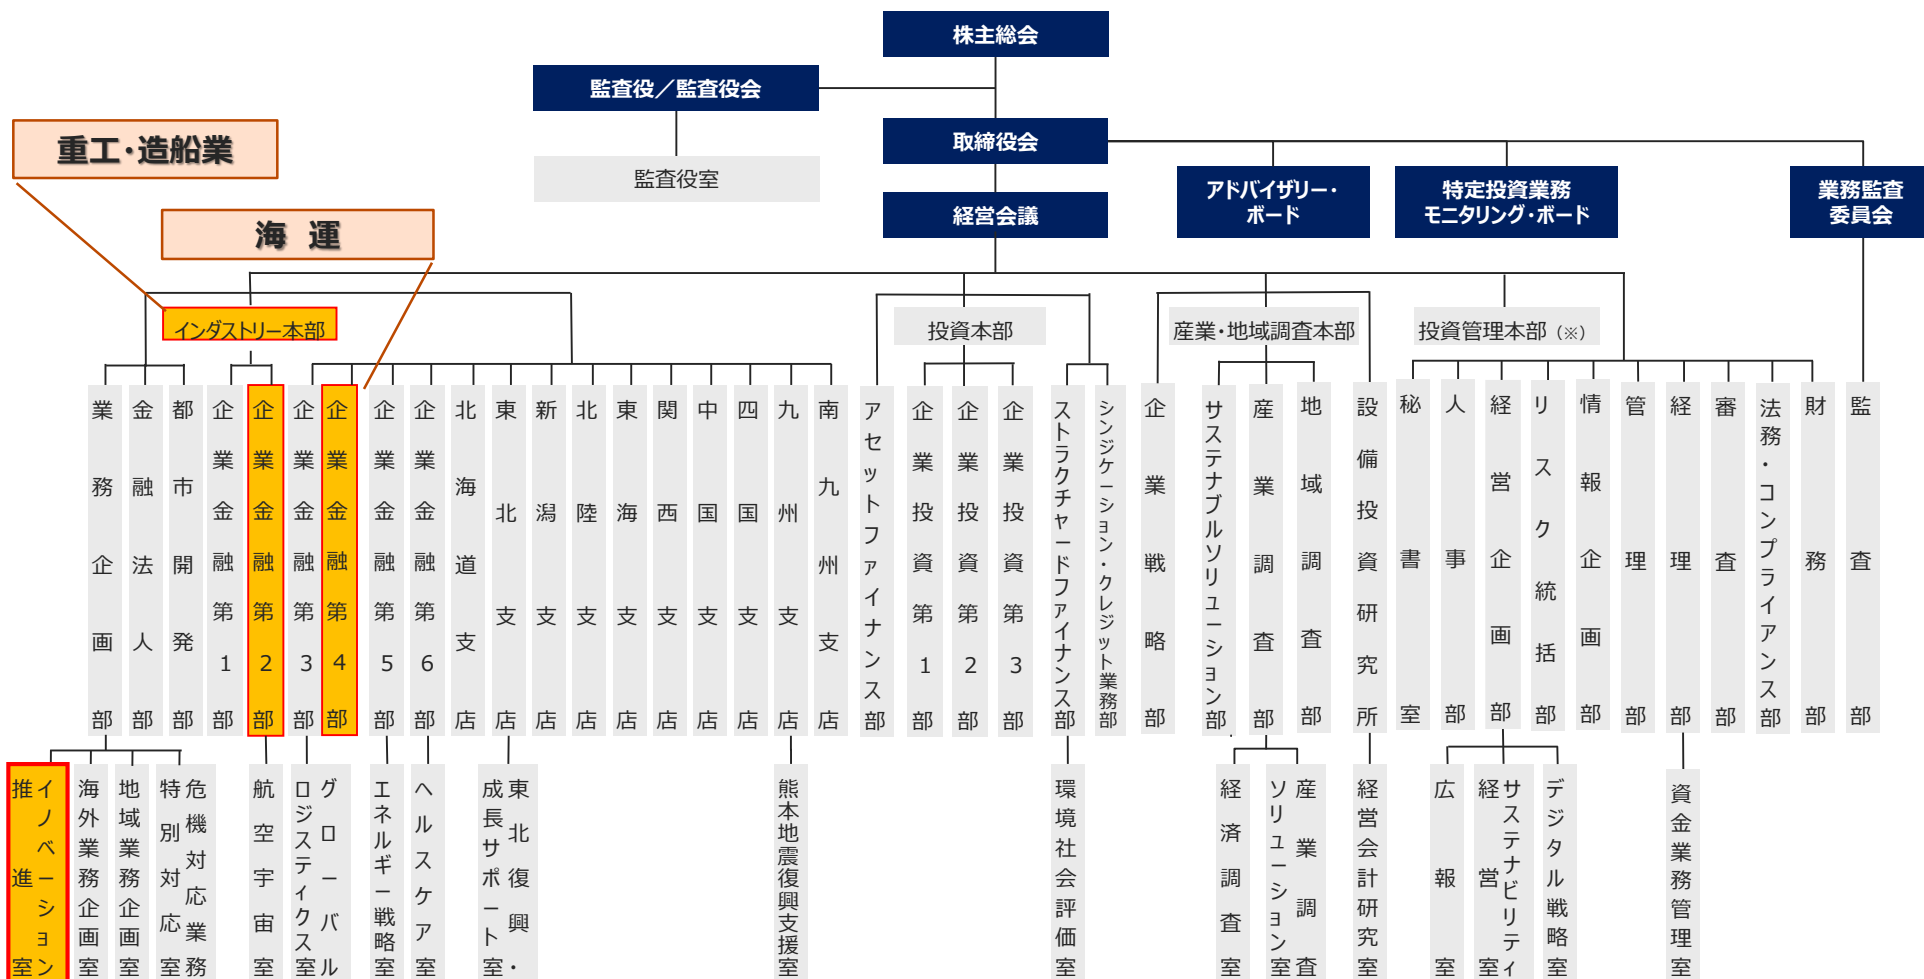 株主総会
監査役／監査役会
重工・造船業
取締役会
監査役室
アドバイザリー・
ボード
特定投資業務
モニタリング・ボード
業務監査
委員会
経営会議
海 運
インダストリー本部
投資本部
産業・地域調査本部
投資管理本部（※）
業務企画部
金融法人部
都市開発部
企業金融第1部
企業金融第2部
企業金融第3部
企業金融第4部
企業金融第5部
企業金融第6部
北海道支店
東北支店
新潟支店
北陸支店
東海支店
関西支店
中国支店
四国支店
九州支店
南九州支店
アセットファイナンス部
企業投資第1部
企業投資第2部
企業投資第3部
ストラクチャードファイナンス部
シンジケーション・クレジット業務部
企業戦略部
サステナブルソリューション部
産業調査部
地域調査部
設備投資研究所
秘書室
人事部
経営企画部
リスク統括部
情報企画部
管理部
経理部
審査部
法務・コンプライアンス部
財務部
監査部
イノベーション
推進室
海外業務企画室
地域業務企画室
危機対応業務
特別対応室
航空宇宙室
グローバル
ロジスティクス室
エネルギー戦略室
ヘルスケア室
東北復興・
成長サポート室
熊本地震復興支援室
環境社会評価室
経済調査室
産業調査
ソリューション室
経営会計研究室
広報室
サステナビリティ
経営室
デジタル戦略室
資金業務管理室